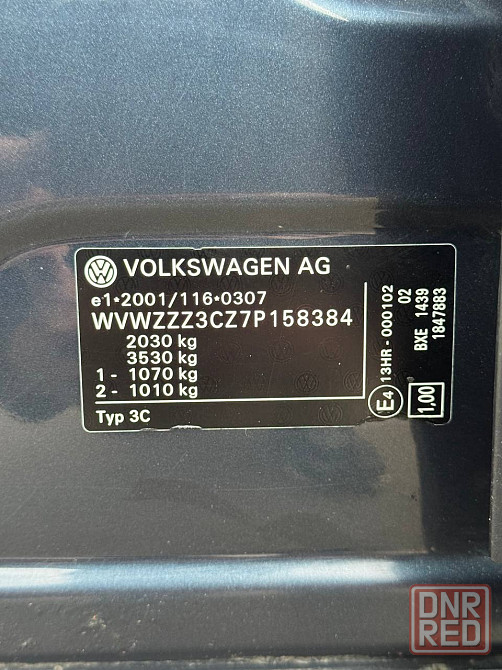 VOLKSWAGEN AG
e1*2001/116*0307
WVWZZZ3CZ7P158384
2030 kg
3530 kg
1 - 1070 kg
2 - 1010 kg
Typ 3C
E4
13HR - 000102
02
BXE 1439
1847883
1,00
DNR
RED